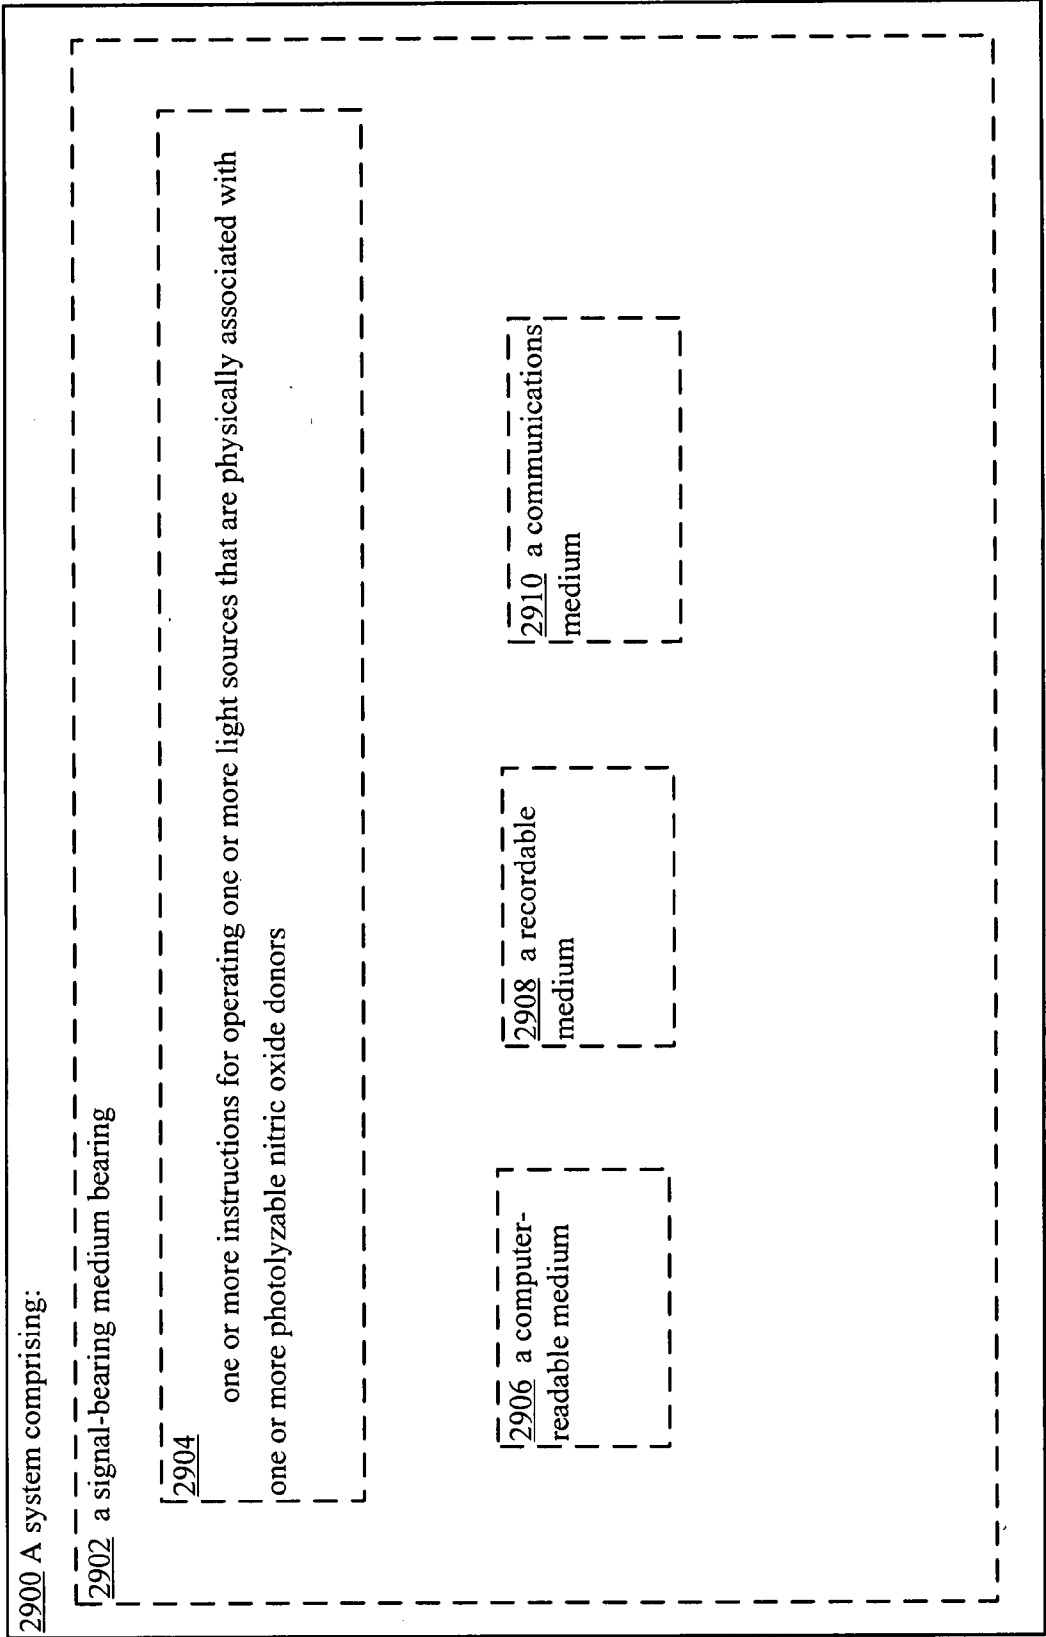 2900 A system comprising:
2902 a signal-bearing medium bearing
2904
one or more instructions for operating one or more light sources that are physically associated with
one or more photolyzable nitric oxide donors
2906 a computer-
readable medium
2908 a recordable
medium
2910 a communications
medium